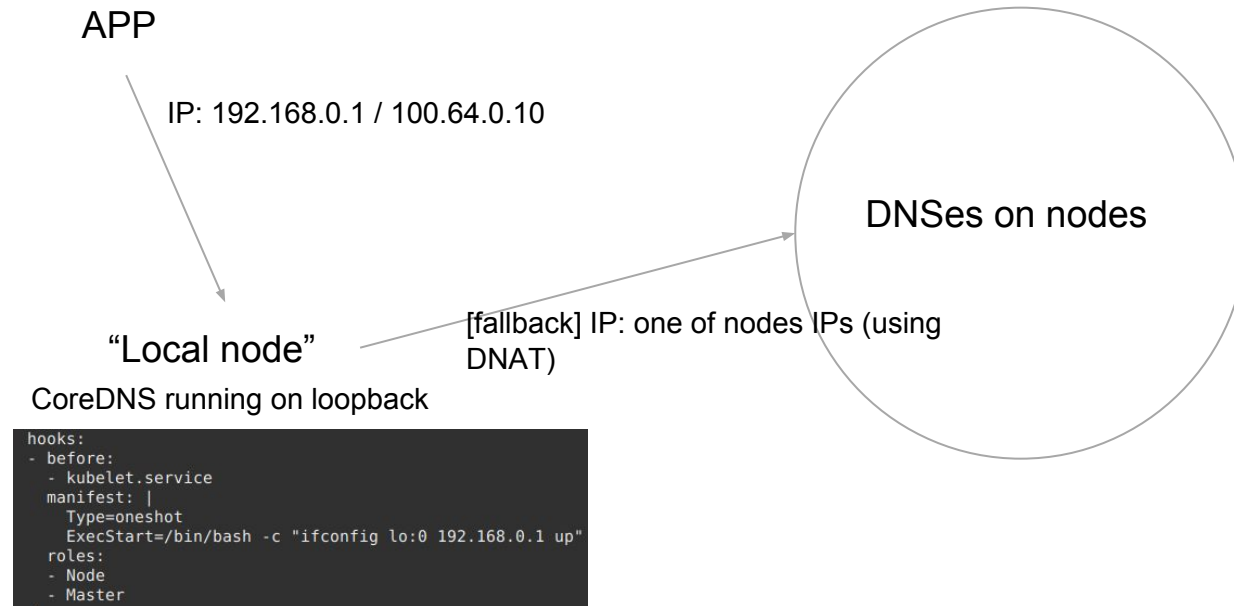 APP
IP: 192.168.0.1 / 100.64.0.10
DNSes on nodes
[fallback] IP: one of nodes IPs (using
DNAT)
“Local node”
CoreDNS running on loopback
hooks:
- before:
  - kubelet.service
  manifest: |
    Type=oneshot
    ExecStart=/bin/bash -c "ifconfig lo:0 192.168.0.1 up"
  roles:
  - Node
  - Master